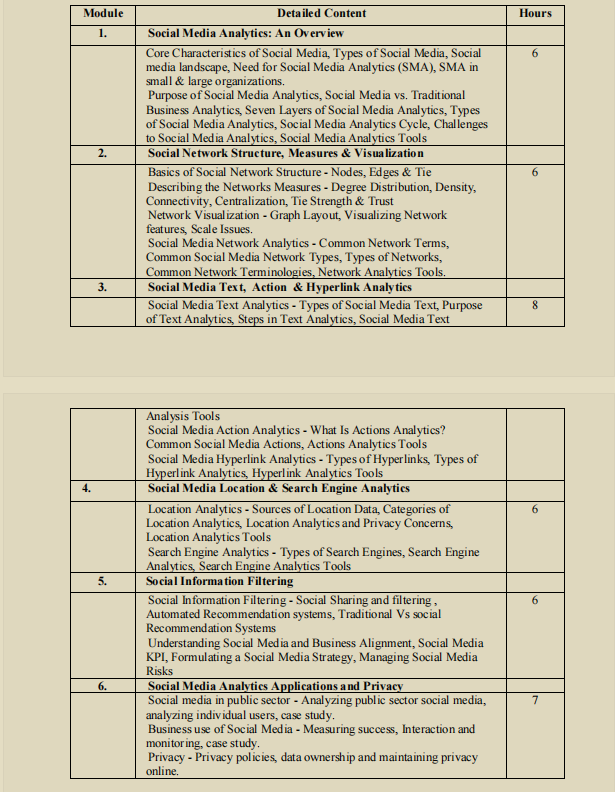 Module Detailed Content Hours
1. Social Media Analytics: An Overview
Core Characteristics of Social Media, Types of Social Media, Social 6
media landscape, Need for Social Media Analytics (SMA), SMA in
small & large organizations.
Purpose of Social Media Analytics, Social Media vs. Traditional
Business Analytics, Seven Layers of Social Media Analytics, Types
of Social Media Analytics, Social Media Analytics Cycle, Challenges
to Social Media Analytics, Social Media Analytics Tools
2. Social Network Structure, Measures & Visualization
Basics of Social Network Structure - Nodes, Edges & Tie 6
Describing the Networks Measures - Degree Distribution, Density,
Connectivity, Centralization, Tie Strength & Trust
Network Visualization - Graph Layout, Visualizing Network
features, Scale Issues.
Social Media Network Analytics - Common Network Terms,
Common Social Media Network Types, Types of Networks,
Common Network Terminologies, Network Analytics Tools.
3. Social Media Text, Action & Hyperlink Analytics
Social Media Text Analytics - Types of Social Media Text, Purpose 8
of Text Analytics, Steps in Text Analytics, Social Media Text
Analysis Tools
Social Media Action Analytics - What Is Actions Analytics?
Common Social Media Actions, Actions Analytics Tools
Social Media Hyperlink Analytics - Types of Hyperlinks, Types of
Hyperlink Analytics, Hyperlink Analytics Tools
4. Social Media Location & Search Engine Analytics
Location Analytics - Sources of Location Data, Categories of 6
Location Analytics, Location Analytics and Privacy Concerns,
Location Analytics Tools
Search Engine Analytics - Types of Search Engines, Search Engine
Analytics, Search Engine Analytics Tools
5. Social Information Filtering
Social Information Filtering - Social Sharing and filtering , 6
Automated Recommendation systems, Traditional Vs social
Recommendation Systems
Understanding Social Media and Business Alignment, Social Media
KPI, Formulating a Social Media Strategy, Managing Social Media
Risks
6. Social Media Analytics Applications and Privacy
Social media in public sector - Analyzing public sector social media, 7
analyzing individual users, case study.
Business use of Social Media - Measuring success, Interaction and
monitoring, case study.
Privacy - Privacy policies, data ownership and maintaining privacy
online.